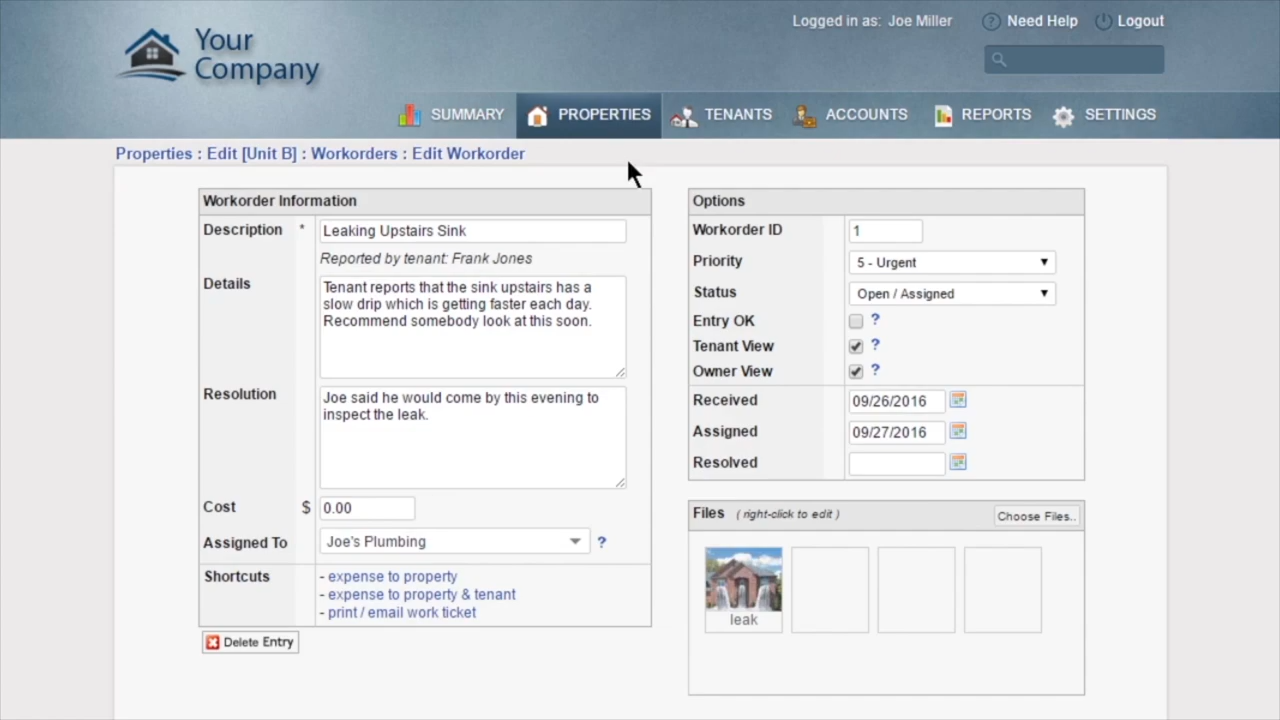 Your
Company
Logged in as: Joe Miller
Need Help
Logout
SUMMARY
PROPERTIES
TENANTS
ACCOUNTS
REPORTS
SETTINGS
Properties : Edit [Unit B] : Workorders : Edit Workorder
Workorder Information
Description *
Leaking Upstairs Sink
Reported by tenant: Frank Jones
Details
Tenant reports that the sink upstairs has a
slow drip which is getting faster each day.
Recommend somebody look at this soon.
Resolution
Joe said he would come by this evening to
inspect the leak.
Cost $ 0.00
Assigned To Joe's Plumbing ?
Shortcuts
- expense to property
- expense to property & tenant
- print / email work ticket
Delete Entry
Options
Workorder ID 1
Priority 5 - Urgent
Status Open / Assigned
Entry OK ?
Tenant View ?
Owner View ?
Received 09/26/2016
Assigned 09/27/2016
Resolved
Files ( right-click to edit ) Choose Files..
leak